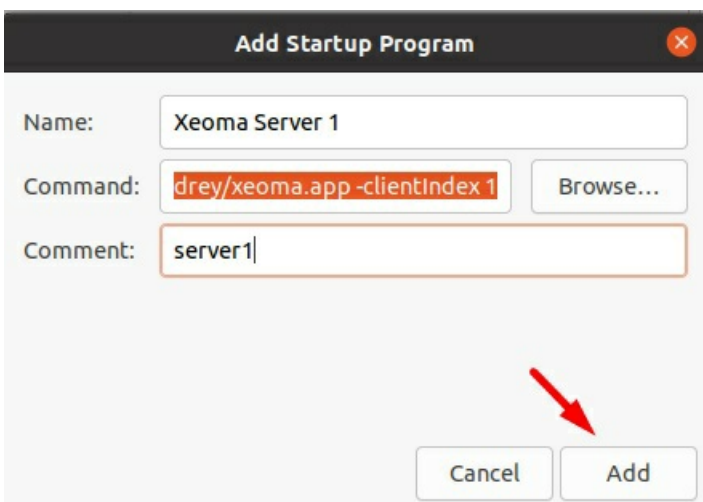 Add Startup Program
Name: Xeoma Server 1
Command: drey/xeoma.app -clientIndex 1 Browse...
Comment: server1
Cancel Add